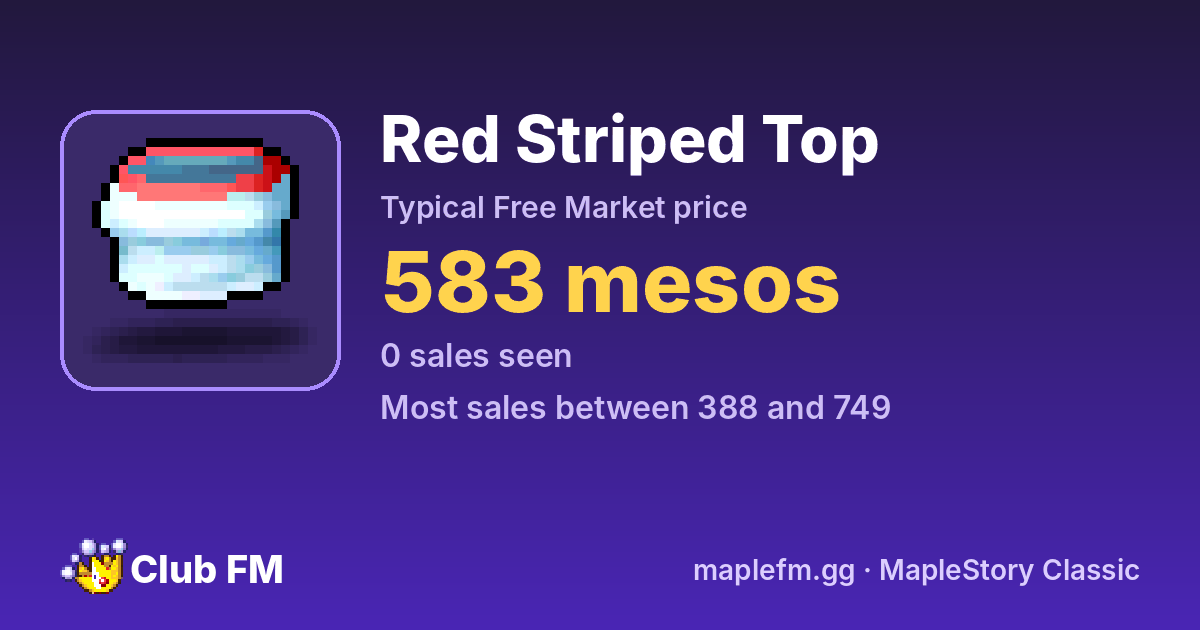 Red Striped Top
Typical Free Market price
583 mesos
0 sales seen
Most sales between 388 and 749
Club FM
maplefm.gg · MapleStory Classic